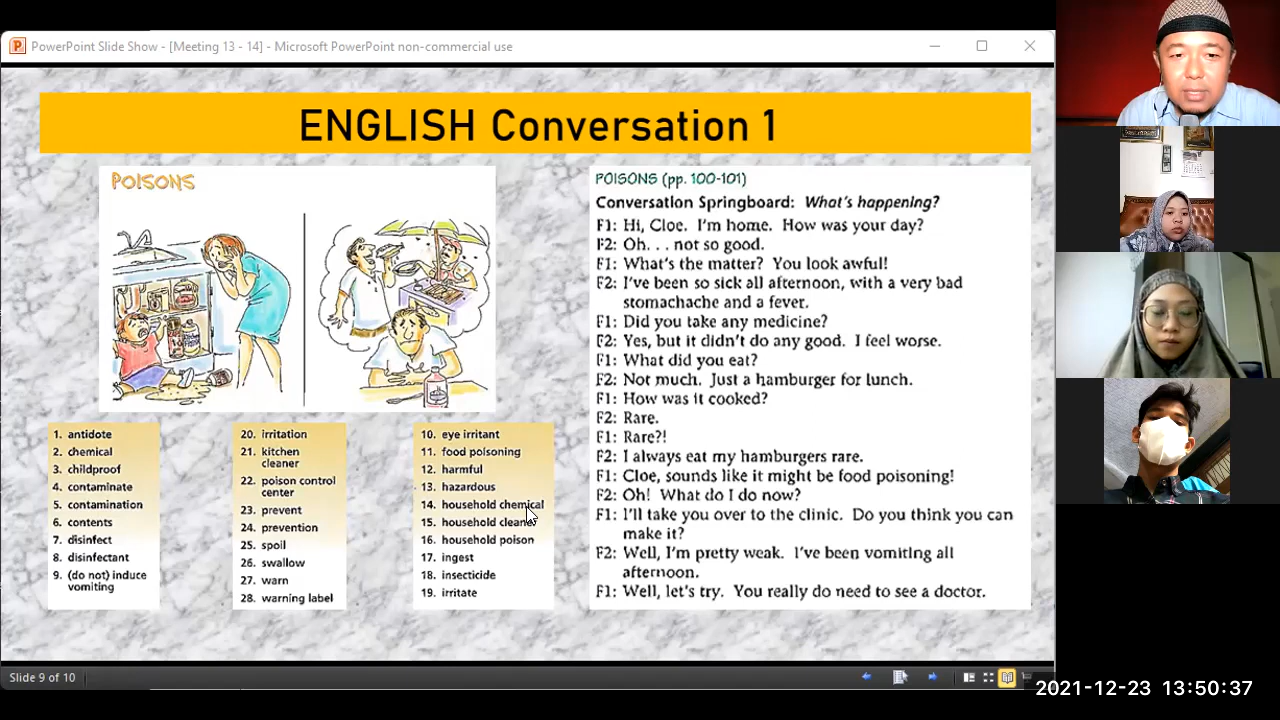 PowerPoint Slide Show - [Meeting 13 - 14] - Microsoft PowerPoint non-commercial use
ENGLISH Conversation 1
POISONS
1. antidote
2. chemical
3. childproof
4. contaminate
5. contamination
6. contents
7. disinfect
8. disinfectant
9. (do not) induce
vomiting
20. irritation
21. kitchen
cleaner
22. poison control
center
23. prevent
24. prevention
25. spoil
26. swallow
27. warn
28. warning label
10. eye irritant
11. food poisoning
12. harmful
13. hazardous
14. household chemical
15. household cleaner
16. household poison
17. ingest
18. insecticide
19. irritate
POISONS (pp. 100-101)
Conversation Springboard: What's happening?
F1: Hi, Cloe. I'm home. How was your day?
F2: Oh. . . not so good.
F1: What's the matter? You look awful!
F2: I've been so sick all afternoon, with a very bad
stomachache and a fever.
F1: Did you take any medicine?
F2: Yes, but it didn't do any good. I feel worse.
F1: What did you eat?
F2: Not much. Just a hamburger for lunch.
F1: How was it cooked?
F2: Rare.
F1: Rare?!
F2: I always eat my hamburgers rare.
F1: Cloe, sounds like it might be food poisoning!
F2: Oh! What do I do now?
F1: I'll take you over to the clinic. Do you think you can
make it?
F2: Well, I'm pretty weak. I've been vomiting all
afternoon.
F1: Well, let's try. You really do need to see a doctor.
Slide 9 of 10
2021-12-23 13:50:37